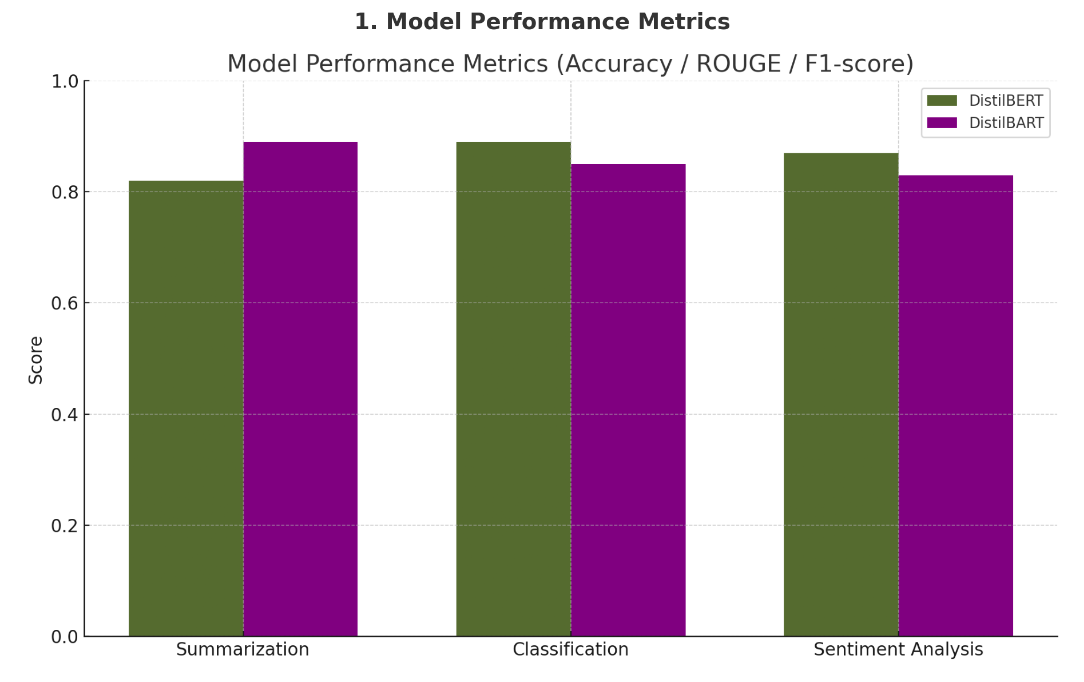 1. Model Performance Metrics
Model Performance Metrics (Accuracy / ROUGE / F1-score)
DistilBERT
DistilBART
Score
1.0
0.8
0.6
0.4
0.2
0.0
Summarization
Classification
Sentiment Analysis